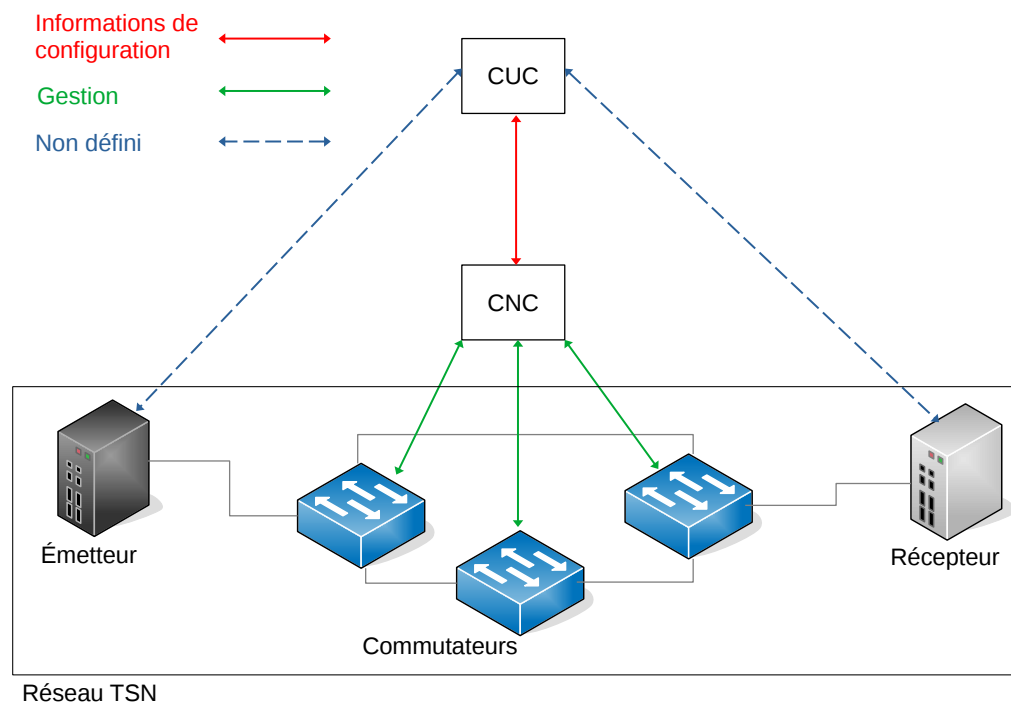 Informations de
configuration
Gestion
Non défini
CUC
CNC
Émetteur
Récepteur
Commutateurs
Réseau TSN